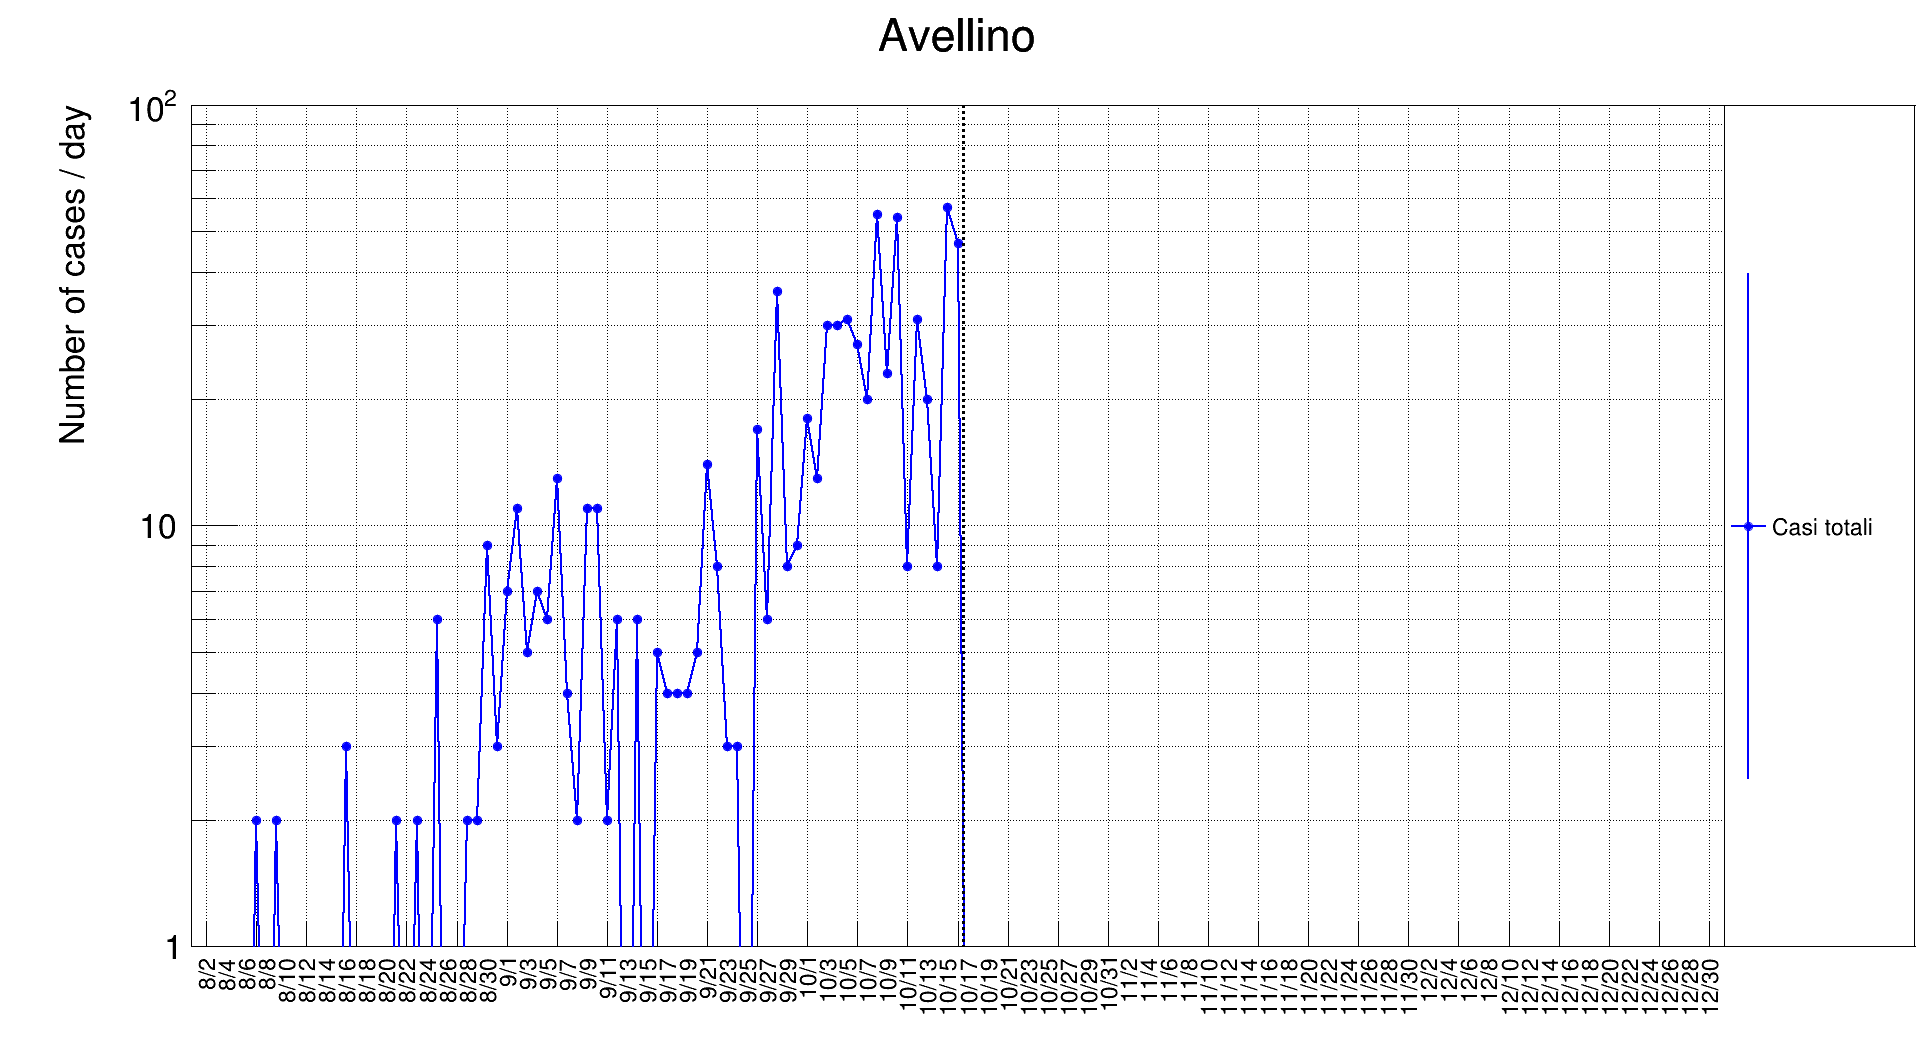 Avellino
Number of cases / day
10²
10
1
8/2 8/4 8/6 8/8 8/10 8/12 8/14 8/16 8/18 8/20 8/22 8/24 8/26 8/28 8/30 9/1 9/3 9/5 9/7 9/9 9/11 9/13 9/15 9/17 9/19 9/21 9/23 9/25 9/27 9/29 10/1 10/3 10/5 10/7 10/9 10/11 10/13 10/15 10/17 10/19 10/21 10/23 10/25 10/27 10/29 10/31 11/2 11/4 11/6 11/8 11/10 11/12 11/14 11/16 11/18 11/20 11/22 11/24 11/26 11/28 11/30 12/2 12/4 12/6 12/8 12/10 12/12 12/14 12/16 12/18 12/20 12/22 12/24 12/26 12/28 12/30
Casi totali